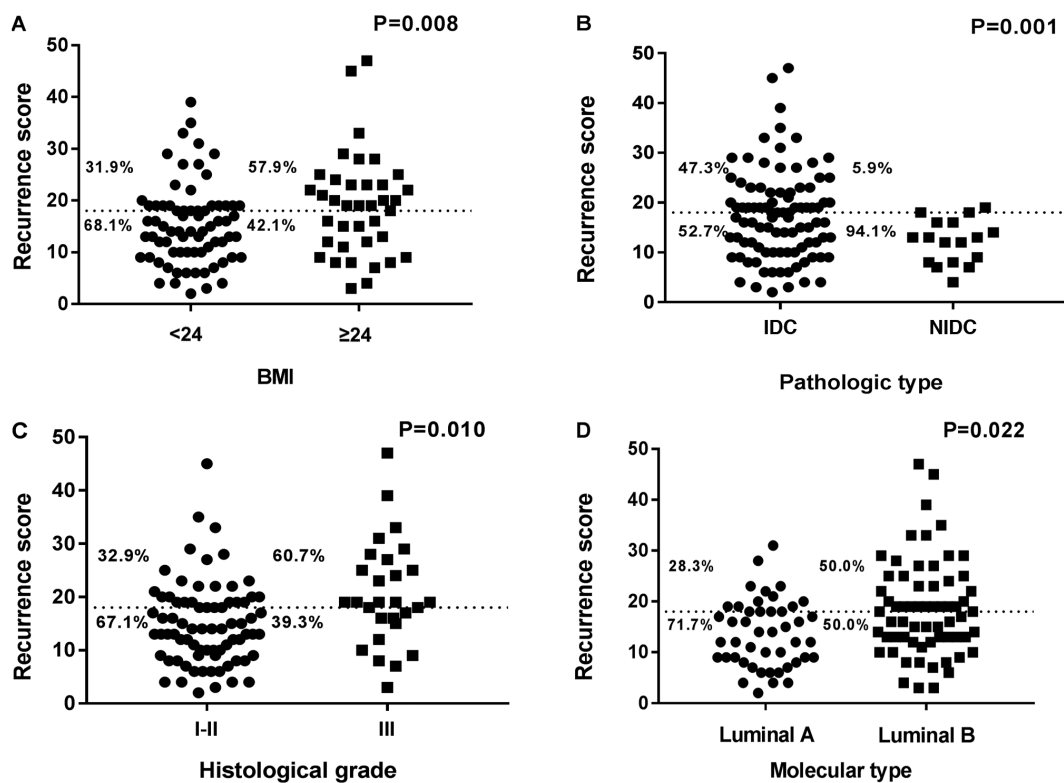 A
P=0.008
Recurrence score
50
40
30
20
10
0
31.9%
57.9%
68.1%
42.1%
<24
≥24
BMI
B
P=0.001
Recurrence score
50
40
30
20
10
0
47.3%
5.9%
52.7%
94.1%
IDC
NIDC
Pathologic type
C
P=0.010
Recurrence score
50
40
30
20
10
0
32.9%
60.7%
67.1%
39.3%
I-II
III
Histological grade
D
P=0.022
Recurrence score
50
40
30
20
10
0
28.3%
50.0%
71.7%
50.0%
Luminal A
Luminal B
Molecular type